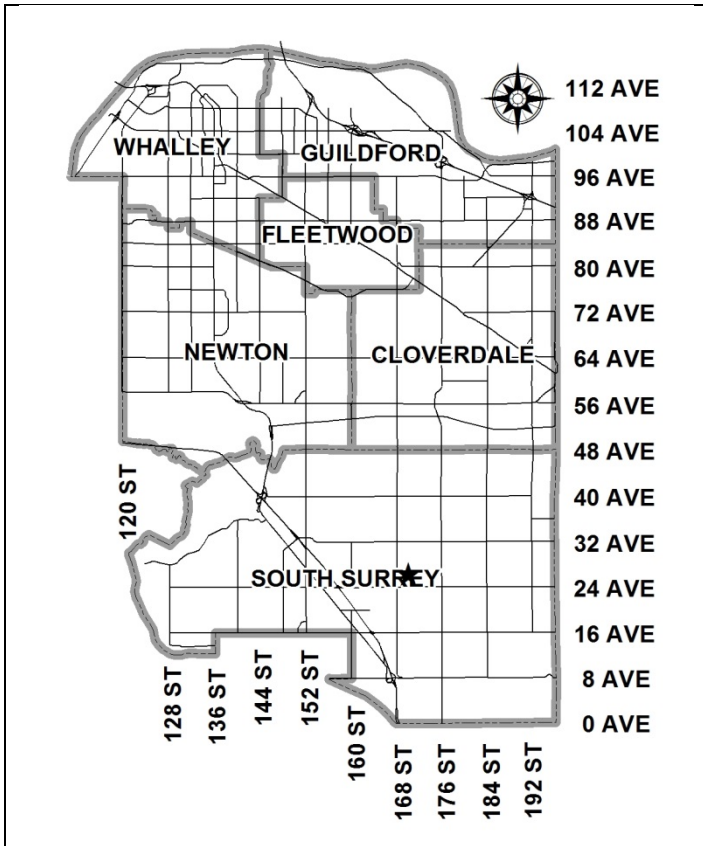 112 AVE
104 AVE
WHALLEY
GUILDFORD
96 AVE
88 AVE
FLEETWOOD
80 AVE
72 AVE
NEWTON
CLOVERDALE
64 AVE
56 AVE
48 AVE
120 ST
40 AVE
32 AVE
SOUTH SURREY
24 AVE
16 AVE
8 AVE
0 AVE
128 ST
136 ST
144 ST
152 ST
160 ST
168 ST
176 ST
184 ST
192 ST